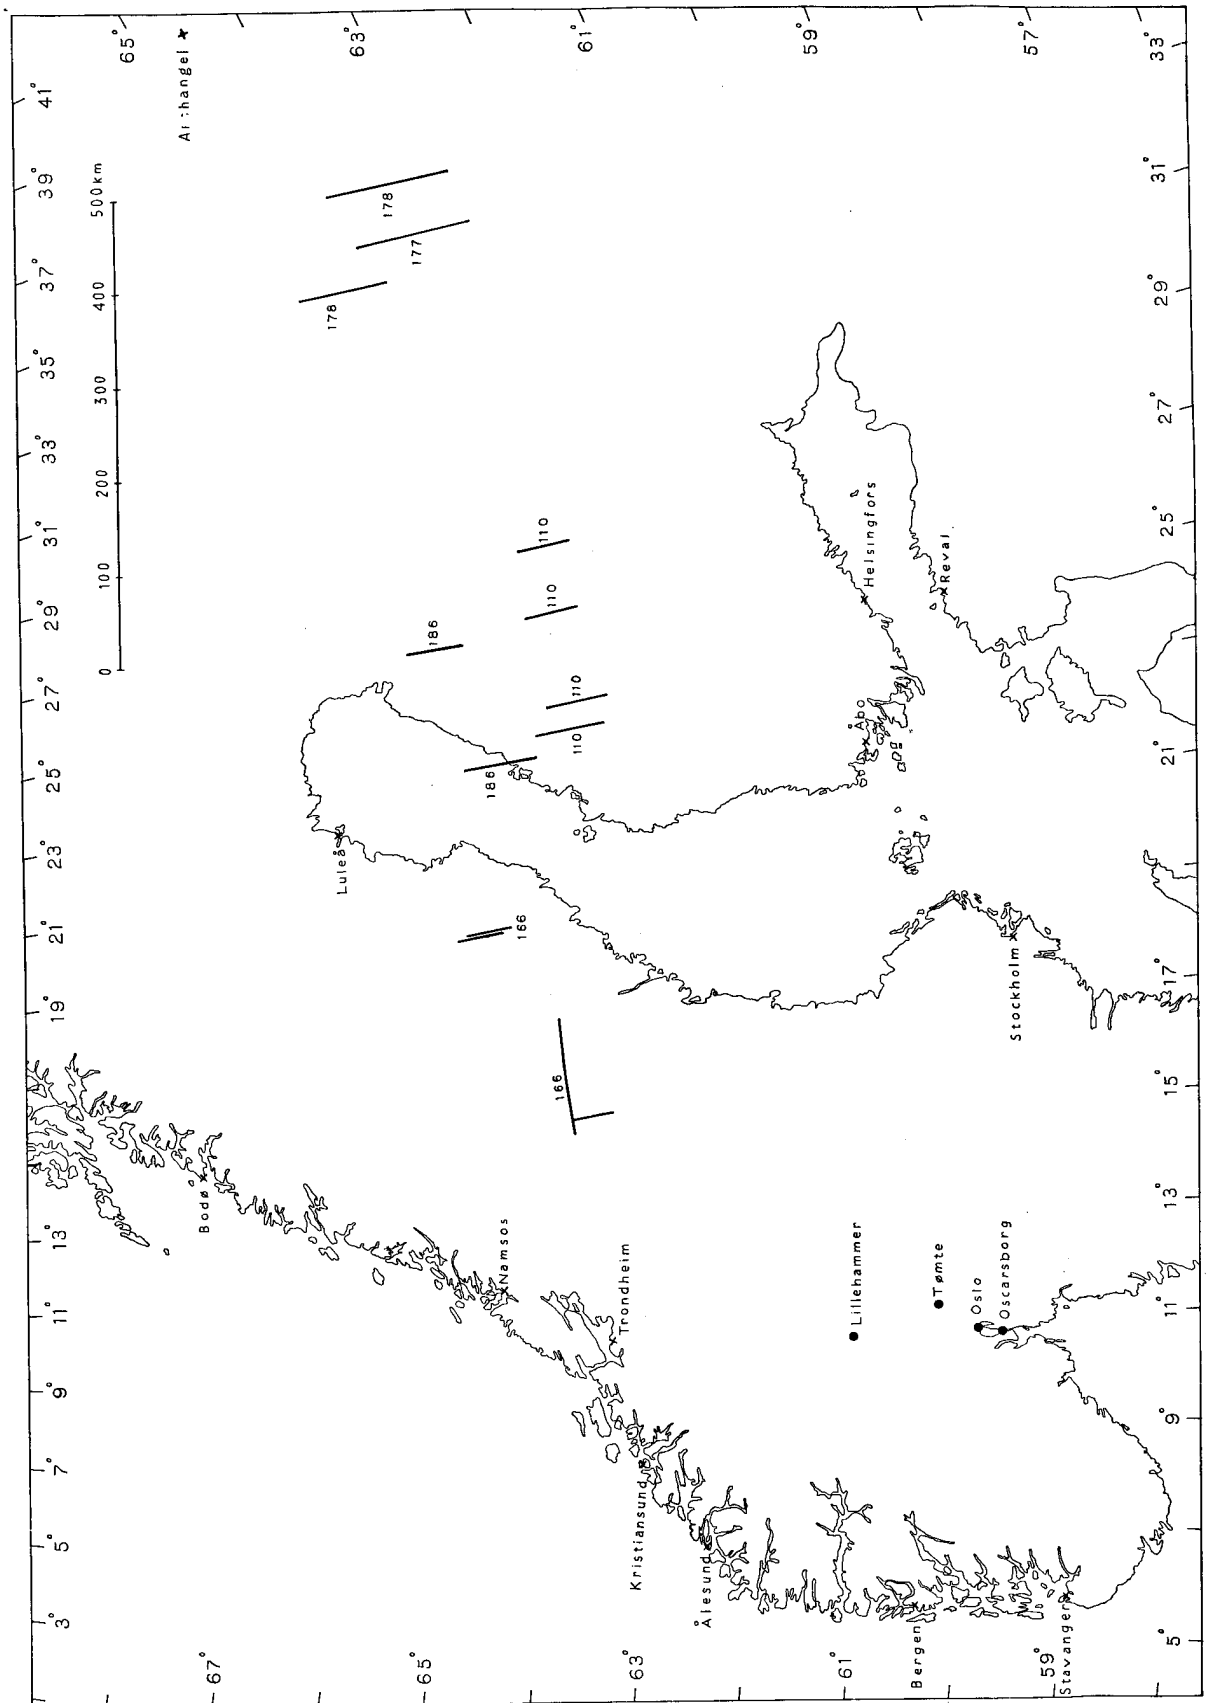 3° 5° 7° 9° 11° 13° 19° 21° 23° 25° 27° 29° 31° 33° 35° 37° 39° 41°
0 100 200 300 400 500km
67°
65°
63°
61°
59°
65°
63°
61°
59°
57°
5° 9° 11° 13° 15° 17° 21° 25° 27° 29° 31° 33°
Bodø
Namsos
Trondheim
Kristiansund
Ålesund
Bergen
Stavanger
Lillehammer
Tømte
Oslo
Oscarsborg
Stockholm
Luleå
Åbo
Helsingfors
Reval
166
166
186
186
110
110
110
110
178
177
178